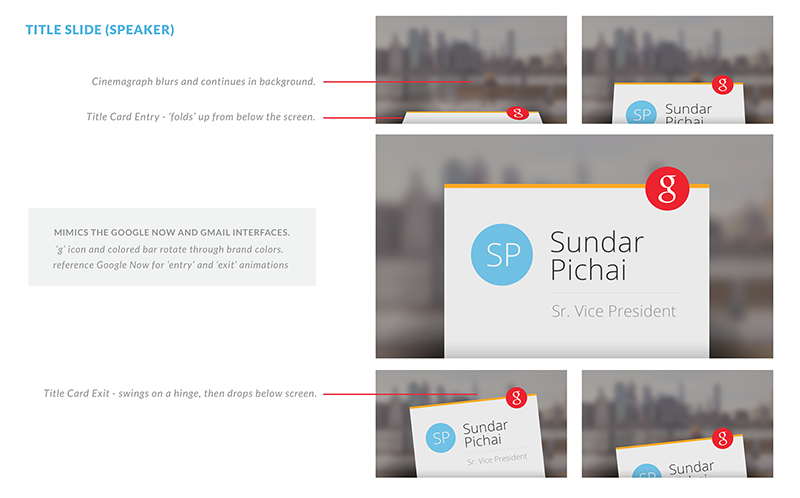 TITLE SLIDE (SPEAKER)
Cinemagraph blurs and continues in background.
Title Card Entry - 'folds' up from below the screen.
g
g
SP
Sundar
Pichai
g
SP
Sundar
Pichai
Sr. Vice President
MIMICS THE GOOGLE NOW AND GMAIL INTERFACES.
'g' icon and colored bar rotate through brand colors.
reference Google Now for 'entry' and 'exit' animations
Title Card Exit - swings on a hinge, then drops below screen.
g
SP
Sundar
Pichai
Sr. Vice President
g
SP
Sundar
Pichai